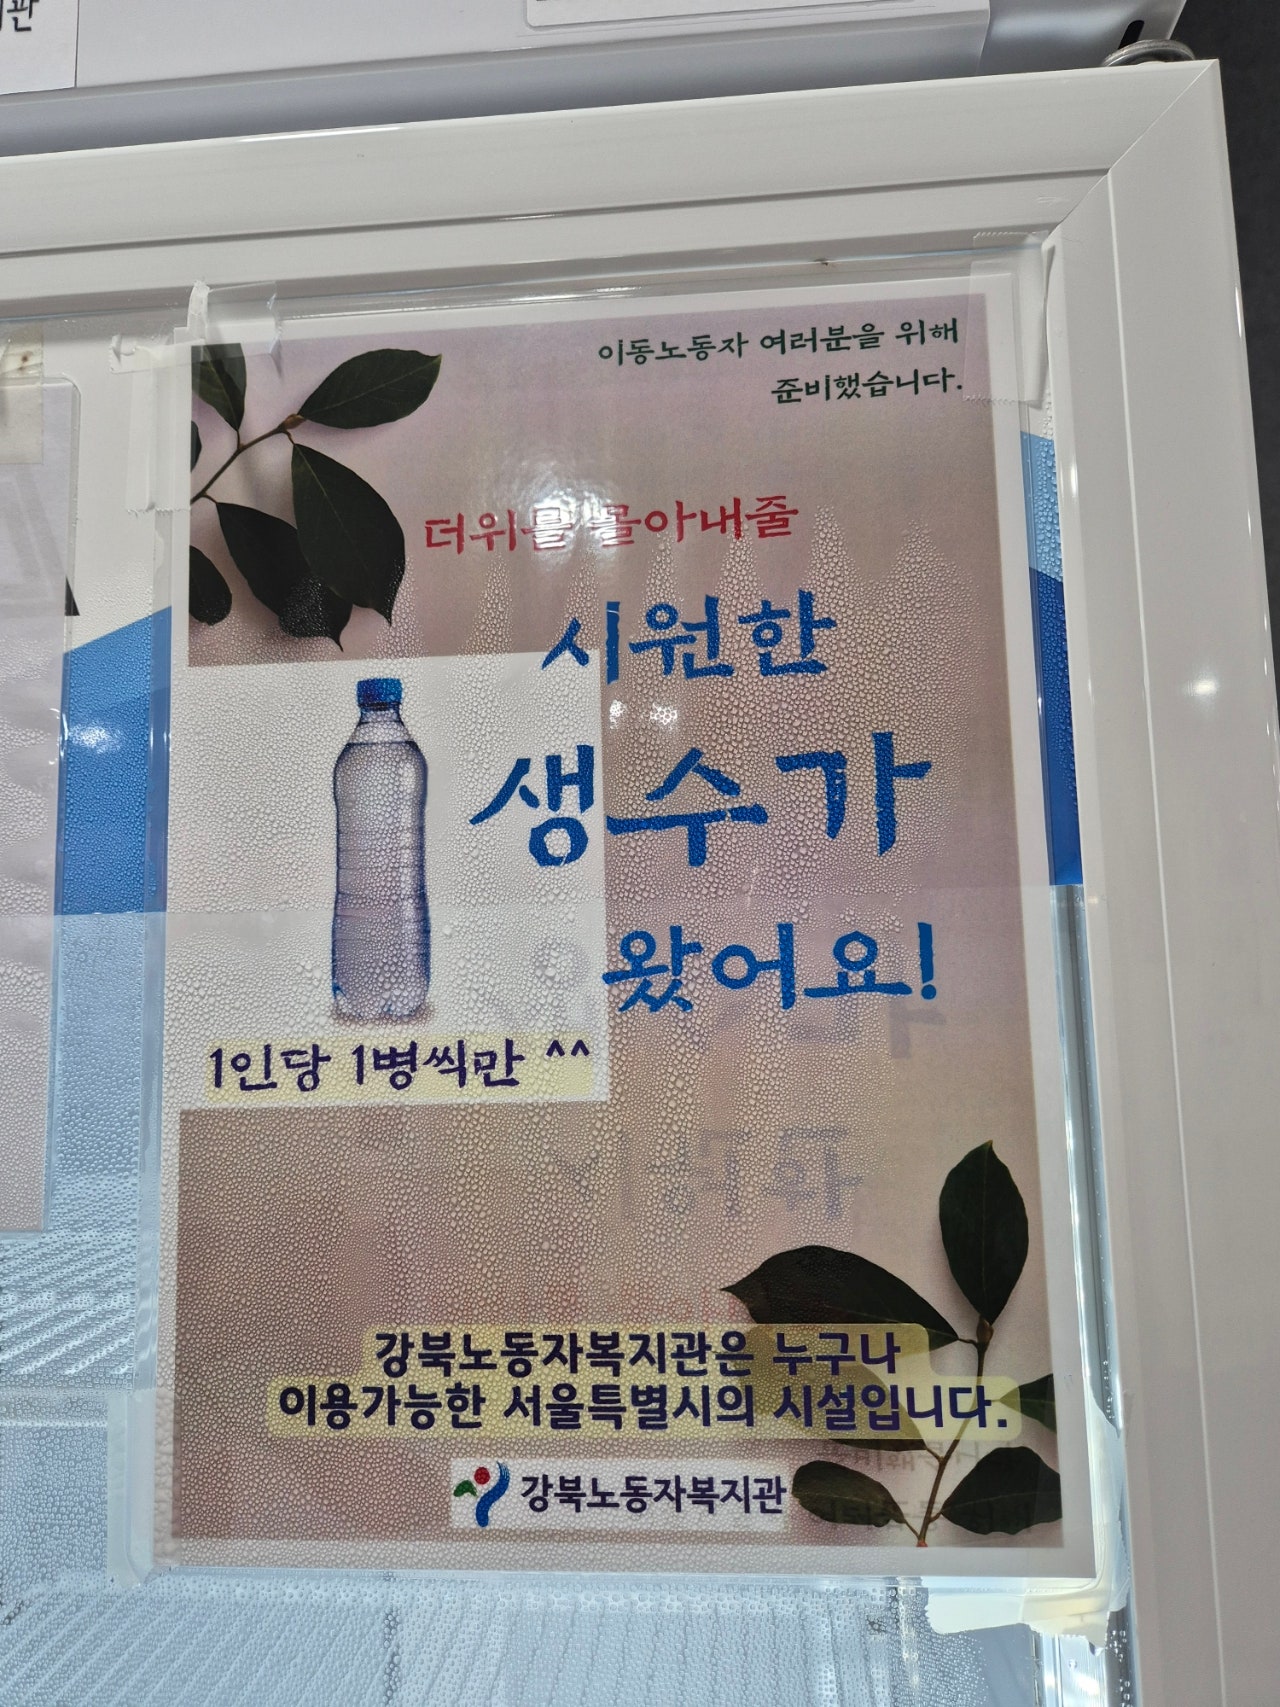 관
이동노동자 여러분을 위해
준비했습니다.
더위를 몰아내줄
시원한
생수가
왔어요!
1인당 1병씩만 ^^
강북노동자복지관은 누구나
이용가능한 서울특별시의 시설입니다.
강북노동자복지관